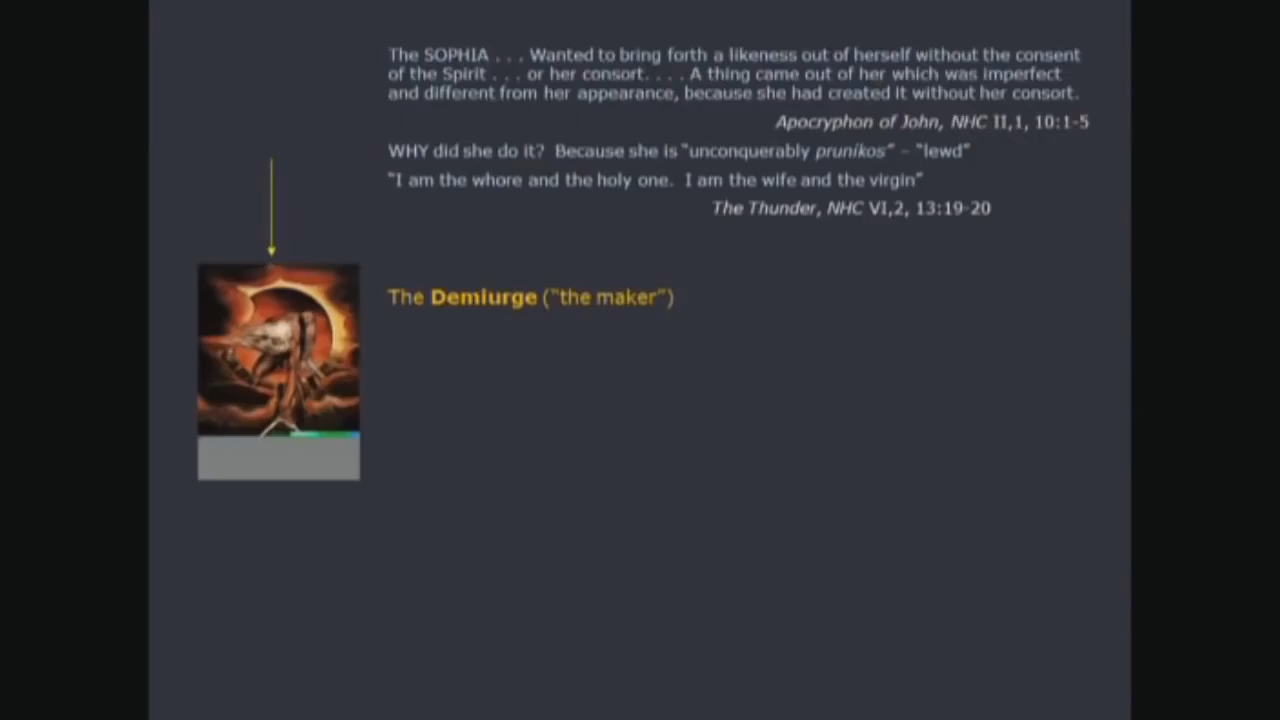 The SOPHIA . . . Wanted to bring forth a likeness out of herself without the consent
of the Spirit . . . or her consort. . . . A thing came out of her which was imperfect
and different from her appearance, because she had created it without her consort.
Apocryphon of John, NHC II,1, 10:1-5
WHY did she do it? Because she is "unconquerably prunikos" – "lewd"
"I am the whore and the holy one. I am the wife and the virgin"
The Thunder, NHC VI,2, 13:19-20
The Demiurge ("the maker")